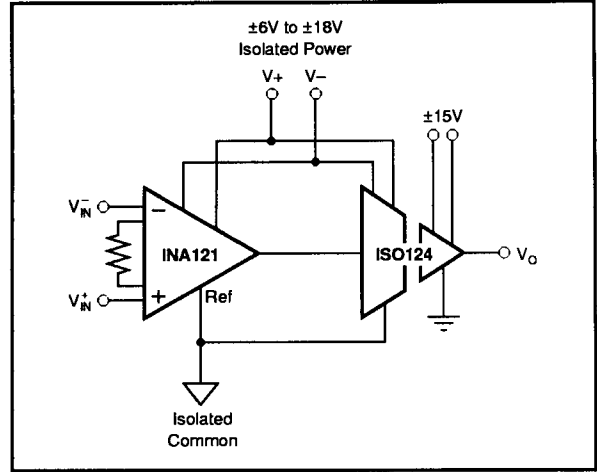 ±6V to ±18V
Isolated Power
V+
V−
±15V
V⁻IN
−
INA121
ISO124
VO
V⁺IN
+
Ref
Isolated
Common